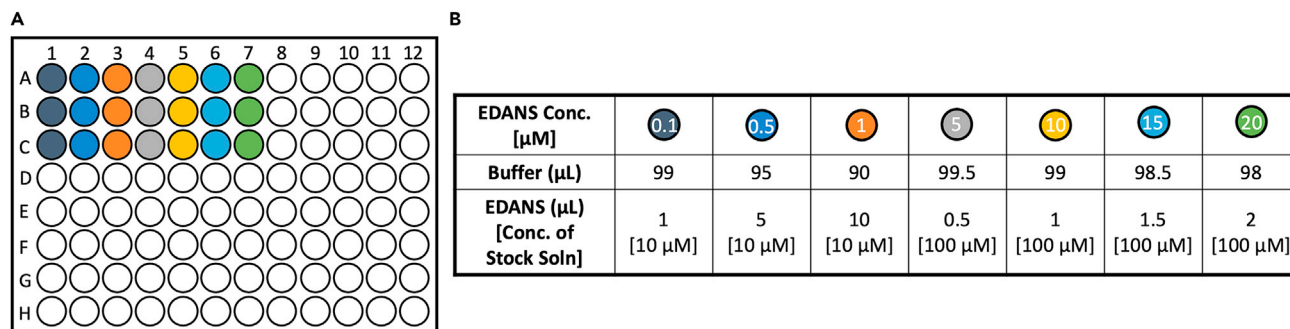 A
1 2 3 4 5 6 7 8 9 10 11 12
A
B
C
D
E
F
G
H
B
EDANS Conc. [µM] 0.1 0.5 1 5 10 15 20
Buffer (µL) 99 95 90 99.5 99 98.5 98
EDANS (µL) 1 5 10 0.5 1 1.5 2
[Conc. of [10 µM] [10 µM] [10 µM] [100 µM] [100 µM] [100 µM] [100 µM]
Stock Soln]